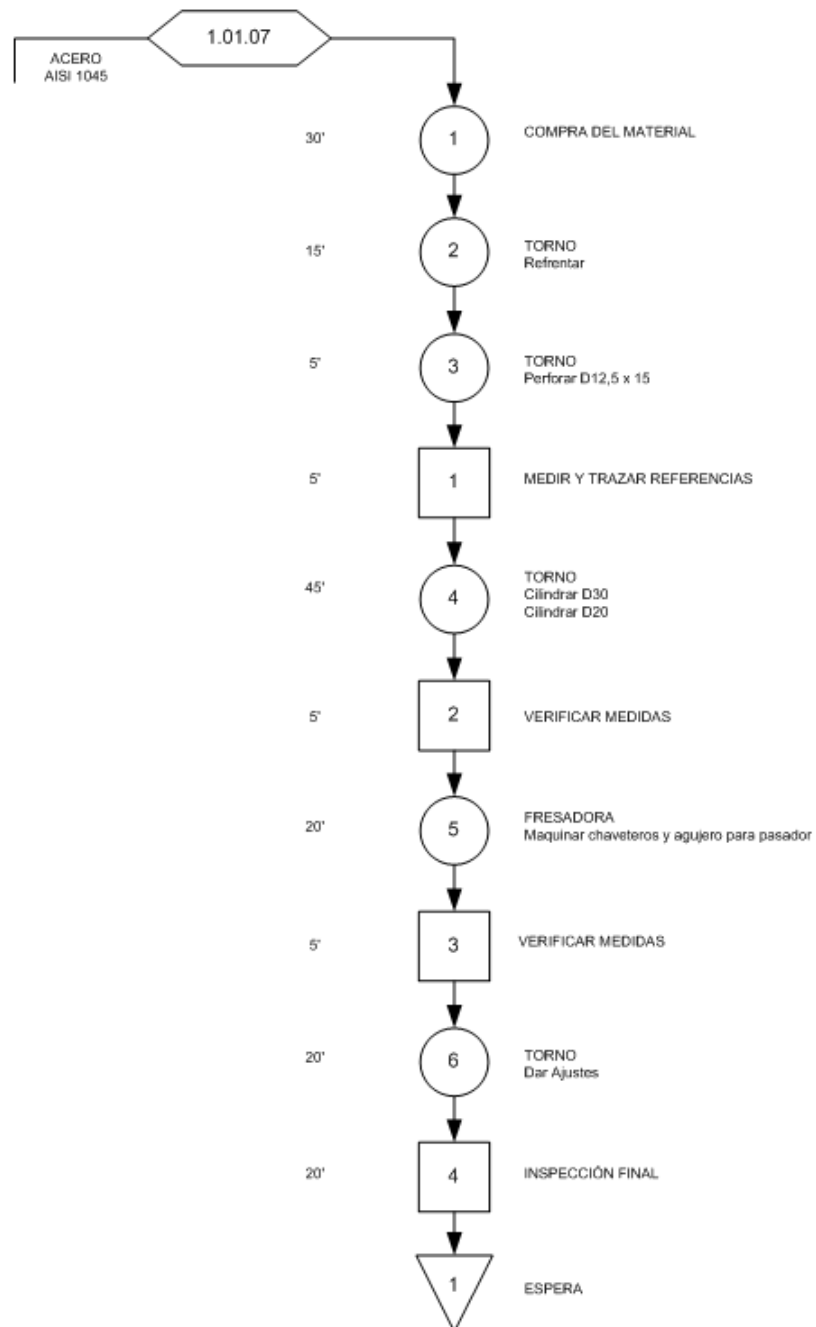 1.01.07
ACERO
AISI 1045
30'
1
COMPRA DEL MATERIAL
15'
2
TORNO
Refrentar
5'
3
TORNO
Perforar D12,5 x 15
5'
1
MEDIR Y TRAZAR REFERENCIAS
45'
4
TORNO
Cilindrar D30
Cilindrar D20
5'
2
VERIFICAR MEDIDAS
20'
5
FRESADORA
Maquinar chaveteros y agujero para pasador
5'
3
VERIFICAR MEDIDAS
20'
6
TORNO
Dar Ajustes
20'
4
INSPECCIÓN FINAL
1
ESPERA